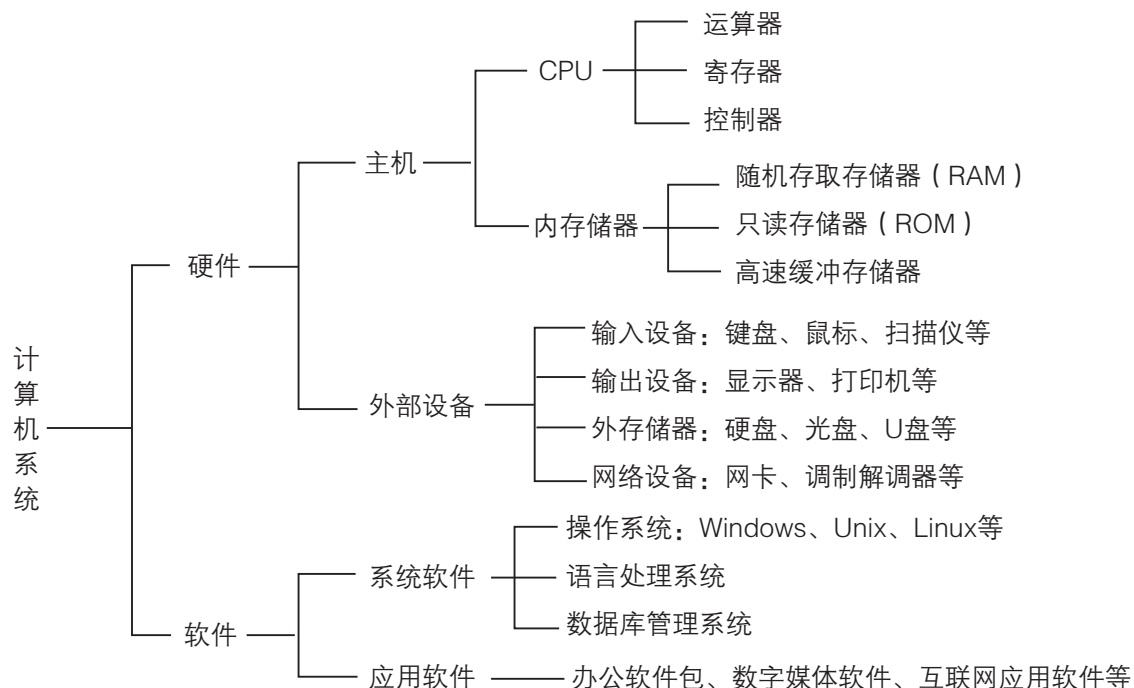 运算器
CPU
寄存器
控制器
主机
随机存取存储器（RAM）
内存储器
只读存储器（ROM）
高速缓冲存储器
硬件
输入设备：键盘、鼠标、扫描仪等
输出设备：显示器、打印机等
外部设备
外存储器：硬盘、光盘、U盘等
网络设备：网卡、调制解调器等
计算机系统
操作系统：Windows、Unix、Linux等
系统软件
语言处理系统
数据库管理系统
软件
应用软件
办公软件包、数字媒体软件、互联网应用软件等